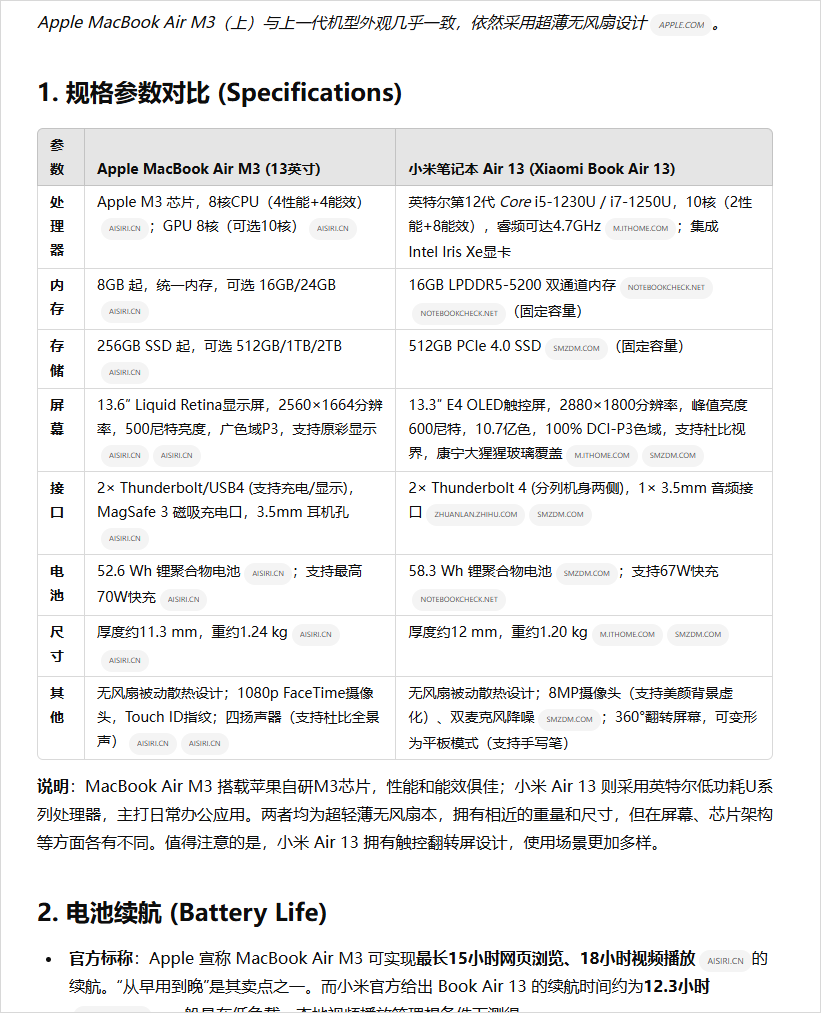 Apple MacBook Air M3（上）与上一代机型外观几乎一致，依然采用超薄无风扇设计 APPLE.COM 。
1. 规格参数对比 (Specifications)
参数
Apple MacBook Air M3 (13英寸)
小米笔记本 Air 13 (Xiaomi Book Air 13)
处理器
Apple M3 芯片，8核CPU（4性能+4能效）
AISIRI.CN ；GPU 8核（可选10核） AISIRI.CN
英特尔第12代 Core i5-1230U / i7-1250U，10核（2性
能+8能效），睿频可达4.7GHz M.ITHOME.COM ；集成
Intel Iris Xe显卡
内存
8GB 起，统一内存，可选 16GB/24GB
AISIRI.CN
16GB LPDDR5-5200 双通道内存 NOTEBOOKCHECK.NET
NOTEBOOKCHECK.NET （固定容量）
存储
256GB SSD 起，可选 512GB/1TB/2TB
AISIRI.CN
512GB PCIe 4.0 SSD SMZDM.COM （固定容量）
屏幕
13.6″ Liquid Retina显示屏，2560×1664分辨
率，500尼特亮度，广色域P3，支持原彩显示
AISIRI.CN AISIRI.CN
13.3″ E4 OLED触控屏，2880×1800分辨率，峰值亮度
600尼特，10.7亿色，100% DCI-P3色域，支持杜比视
界，康宁大猩猩玻璃覆盖 M.ITHOME.COM SMZDM.COM
接口
2× Thunderbolt/USB4 (支持充电/显示)，
MagSafe 3 磁吸充电口，3.5mm 耳机孔
AISIRI.CN
2× Thunderbolt 4 (分列机身两侧)，1× 3.5mm 音频接
口 ZHUANLAN.ZHIHU.COM SMZDM.COM
电池
52.6 Wh 锂聚合物电池 AISIRI.CN ；支持最高
70W快充 AISIRI.CN
58.3 Wh 锂聚合物电池 SMZDM.COM ；支持67W快充
NOTEBOOKCHECK.NET
尺寸
厚度约11.3 mm，重约1.24 kg AISIRI.CN
AISIRI.CN
厚度约12 mm，重约1.20 kg M.ITHOME.COM SMZDM.COM
其他
无风扇被动散热设计；1080p FaceTime摄像
头，Touch ID指纹；四扬声器（支持杜比全景
声） AISIRI.CN AISIRI.CN
无风扇被动散热设计；8MP摄像头（支持美颜背景虚
化）、双麦克风降噪 SMZDM.COM ；360°翻转屏幕，可变形
为平板模式（支持手写笔）
说明：MacBook Air M3 搭载苹果自研M3芯片，性能和能效俱佳；小米 Air 13 则采用英特尔低功耗U系
列处理器，主打日常办公应用。两者均为超轻薄无风扇本，拥有相近的重量和尺寸，但在屏幕、芯片架构
等方面各有不同。值得注意的是，小米 Air 13 拥有触控翻转屏设计，使用场景更加多样。
2. 电池续航 (Battery Life)
• 官方标称：Apple 宣称 MacBook Air M3 可实现最长15小时网页浏览、18小时视频播放 AISIRI.CN 的
续航。“从早用到晚”是其卖点之一。而小米官方给出 Book Air 13 的续航时间约为12.3小时